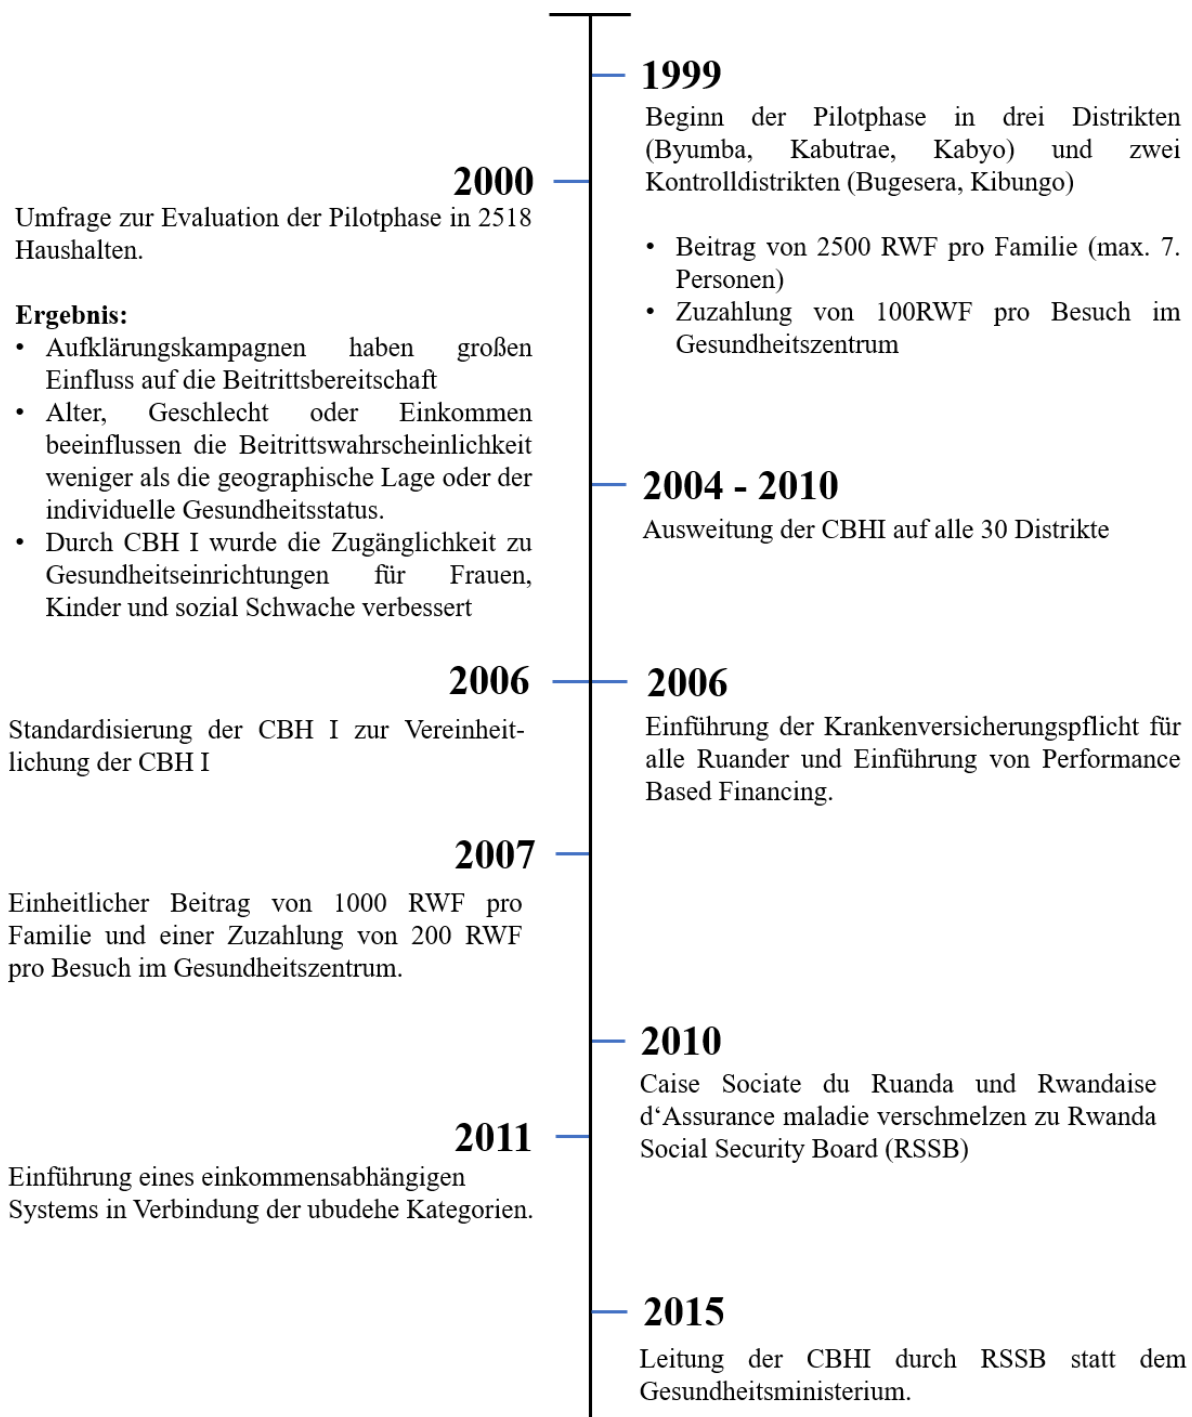 1999
Beginn der Pilotphase in drei Distrikten
(Byumba, Kabutrae, Kabyo) und zwei
Kontrolldistrikten (Bugesera, Kibungo)
• Beitrag von 2500 RWF pro Familie (max. 7.
Personen)
• Zuzahlung von 100RWF pro Besuch im
Gesundheitszentrum
2000
Umfrage zur Evaluation der Pilotphase in 2518
Haushalten.
Ergebnis:
• Aufklärungskampagnen haben großen
Einfluss auf die Beitrittsbereitschaft
• Alter, Geschlecht oder Einkommen
beeinflussen die Beitrittswahrscheinlichkeit
weniger als die geographische Lage oder der
individuelle Gesundheitsstatus.
• Durch CBH I wurde die Zugänglichkeit zu
Gesundheitseinrichtungen für Frauen,
Kinder und sozial Schwache verbessert
2004 - 2010
Ausweitung der CBHI auf alle 30 Distrikte
2006
Standardisierung der CBH I zur Vereinheit-
lichung der CBH I
2006
Einführung der Krankenversicherungspflicht für
alle Ruander und Einführung von Performance
Based Financing.
2007
Einheitlicher Beitrag von 1000 RWF pro
Familie und einer Zuzahlung von 200 RWF
pro Besuch im Gesundheitszentrum.
2010
Caise Sociate du Ruanda und Rwandaise
d‘Assurance maladie verschmelzen zu Rwanda
Social Security Board (RSSB)
2011
Einführung eines einkommensabhängigen
Systems in Verbindung der ubudehe Kategorien.
2015
Leitung der CBHI durch RSSB statt dem
Gesundheitsministerium.